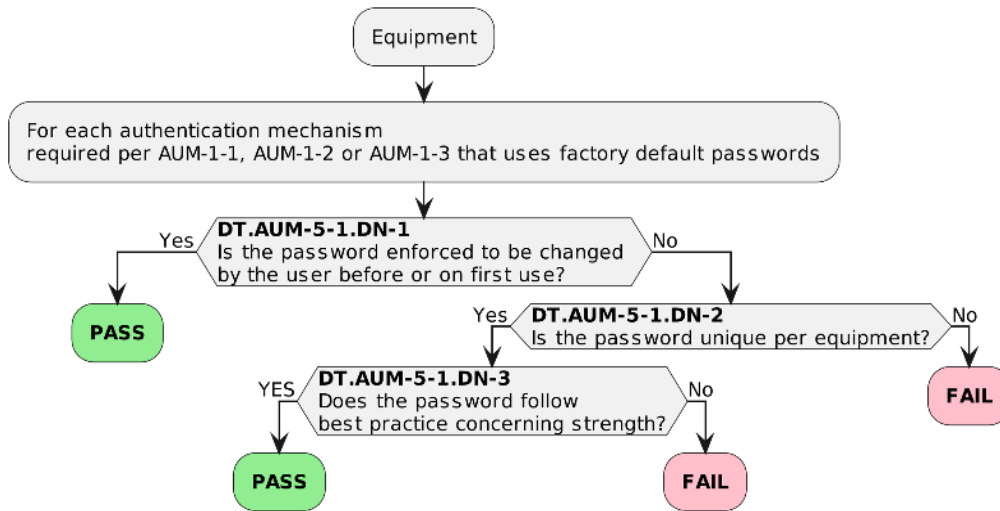 Equipment
For each authentication mechanism
required per AUM-1-1, AUM-1-2 or AUM-1-3 that uses factory default passwords
DT.AUM-5-1.DN-1
Is the password enforced to be changed
by the user before or on first use?
Yes
No
PASS
DT.AUM-5-1.DN-2
Is the password unique per equipment?
Yes
No
DT.AUM-5-1.DN-3
Does the password follow
best practice concerning strength?
YES
No
FAIL
PASS
FAIL